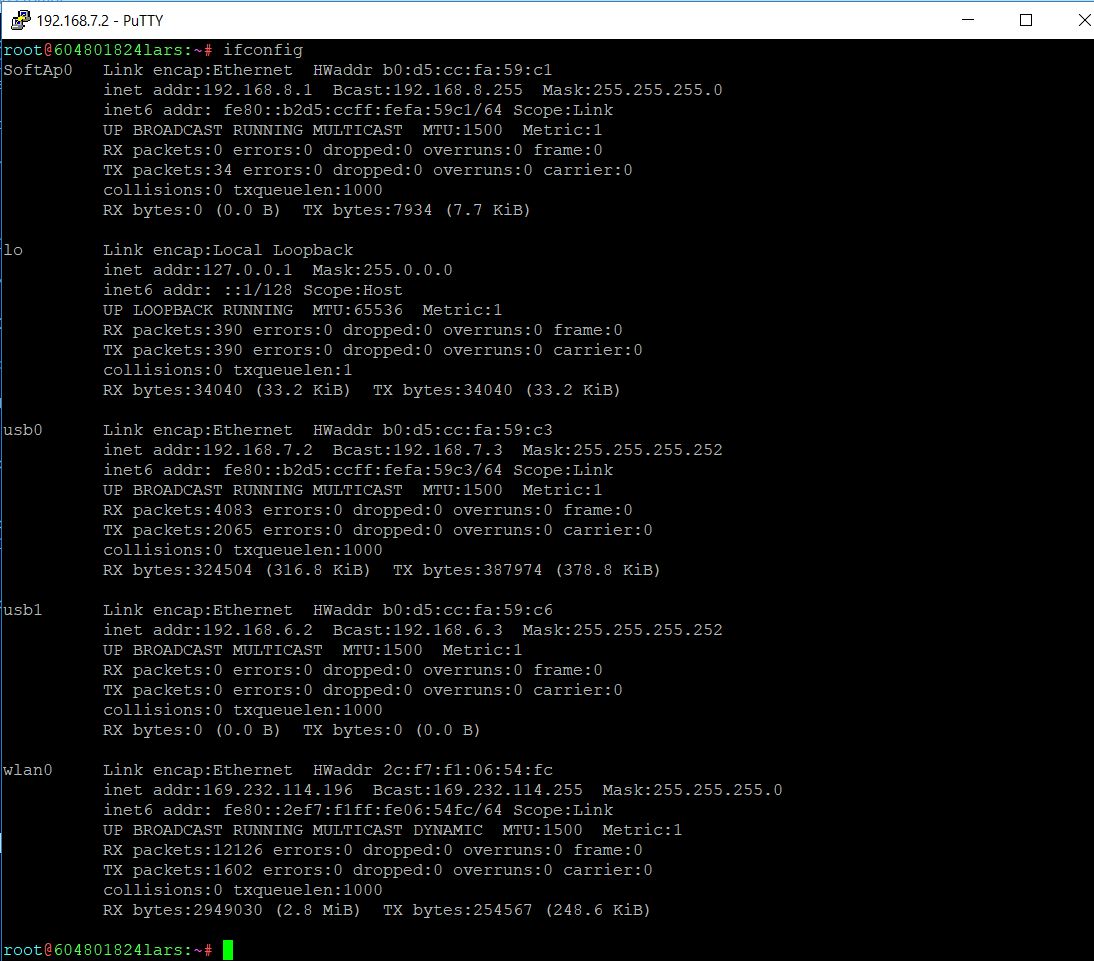 192.168.7.2 - PuTTY
root@604801824lars:~# ifconfig
SoftAp0   Link encap:Ethernet  HWaddr b0:d5:cc:fa:59:c1
          inet addr:192.168.8.1  Bcast:192.168.8.255  Mask:255.255.255.0
          inet6 addr: fe80::b2d5:ccff:fefa:59c1/64 Scope:Link
          UP BROADCAST RUNNING MULTICAST  MTU:1500  Metric:1
          RX packets:0 errors:0 dropped:0 overruns:0 frame:0
          TX packets:34 errors:0 dropped:0 overruns:0 carrier:0
          collisions:0 txqueuelen:1000
          RX bytes:0 (0.0 B)  TX bytes:7934 (7.7 KiB)

lo        Link encap:Local Loopback
          inet addr:127.0.0.1  Mask:255.0.0.0
          inet6 addr: ::1/128 Scope:Host
          UP LOOPBACK RUNNING  MTU:65536  Metric:1
          RX packets:390 errors:0 dropped:0 overruns:0 frame:0
          TX packets:390 errors:0 dropped:0 overruns:0 carrier:0
          collisions:0 txqueuelen:1
          RX bytes:34040 (33.2 KiB)  TX bytes:34040 (33.2 KiB)

usb0      Link encap:Ethernet  HWaddr b0:d5:cc:fa:59:c3
          inet addr:192.168.7.2  Bcast:192.168.7.3  Mask:255.255.255.252
          inet6 addr: fe80::b2d5:ccff:fefa:59c3/64 Scope:Link
          UP BROADCAST RUNNING MULTICAST  MTU:1500  Metric:1
          RX packets:4083 errors:0 dropped:0 overruns:0 frame:0
          TX packets:2065 errors:0 dropped:0 overruns:0 carrier:0
          collisions:0 txqueuelen:1000
          RX bytes:324504 (316.8 KiB)  TX bytes:387974 (378.8 KiB)

usb1      Link encap:Ethernet  HWaddr b0:d5:cc:fa:59:c6
          inet addr:192.168.6.2  Bcast:192.168.6.3  Mask:255.255.255.252
          UP BROADCAST MULTICAST  MTU:1500  Metric:1
          RX packets:0 errors:0 dropped:0 overruns:0 frame:0
          TX packets:0 errors:0 dropped:0 overruns:0 carrier:0
          collisions:0 txqueuelen:1000
          RX bytes:0 (0.0 B)  TX bytes:0 (0.0 B)

wlan0     Link encap:Ethernet  HWaddr 2c:f7:f1:06:54:fc
          inet addr:169.232.114.196  Bcast:169.232.114.255  Mask:255.255.255.0
          inet6 addr: fe80::2ef7:f1ff:fe06:54fc/64 Scope:Link
          UP BROADCAST RUNNING MULTICAST DYNAMIC  MTU:1500  Metric:1
          RX packets:12126 errors:0 dropped:0 overruns:0 frame:0
          TX packets:1602 errors:0 dropped:0 overruns:0 carrier:0
          collisions:0 txqueuelen:1000
          RX bytes:2949030 (2.8 MiB)  TX bytes:254567 (248.6 KiB)

root@604801824lars:~#